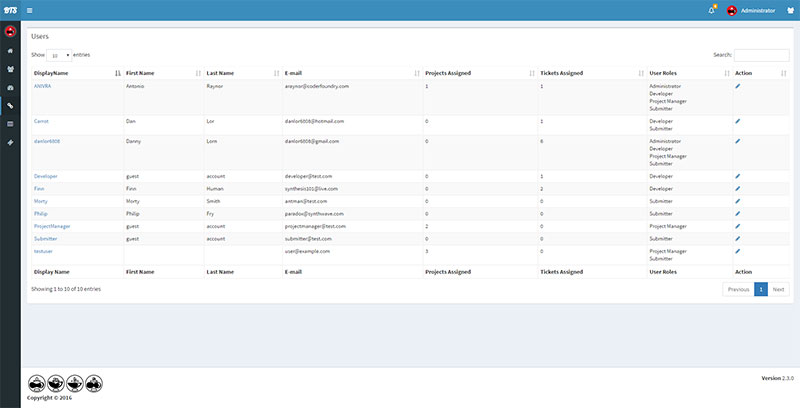 BTS Administrator
Users
Show 10 entries Search:
DisplayName First Name Last Name E-mail Projects Assigned Tickets Assigned User Roles Action
ANIVRA Antonio Raynor araynor@coderfoundry.com 1 1 Administrator
Developer
Project Manager
Submitter
Carrot Dan Lor danlor6808@hotmail.com 0 1 Developer
Submitter
danlor6808 Danny Lorn danlor6808@gmail.com 0 6 Administrator
Developer
Project Manager
Submitter
Developer guest account developer@test.com 0 1 Developer
Finn Finn Human synthesis101@live.com 0 2 Developer
Morty Morty Smith antman@test.com 0 0 Submitter
Philip Philip Fry paradox@synthwave.com 0 0 Submitter
ProjectManager guest account projectmanager@test.com 2 0 Project Manager
Submitter guest account submitter@test.com 0 0 Submitter
testuser user@example.com 3 0 Project Manager
Submitter
Display Name First Name Last Name E-mail Projects Assigned Tickets Assigned User Roles Action
Showing 1 to 10 of 10 entries Previous 1 Next
Version 2.3.0
Copyright © 2016